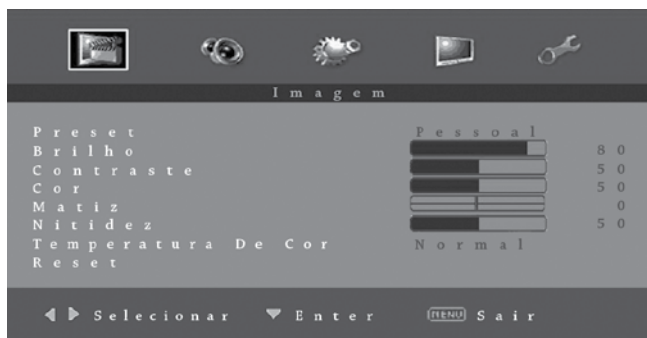 Imagem
Preset Pessoal
Brilho 80
Contraste 50
Cor 50
Matiz 0
Nitidez 50
Temperatura De Cor Normal
Reset
Selecionar Enter MENU Sair